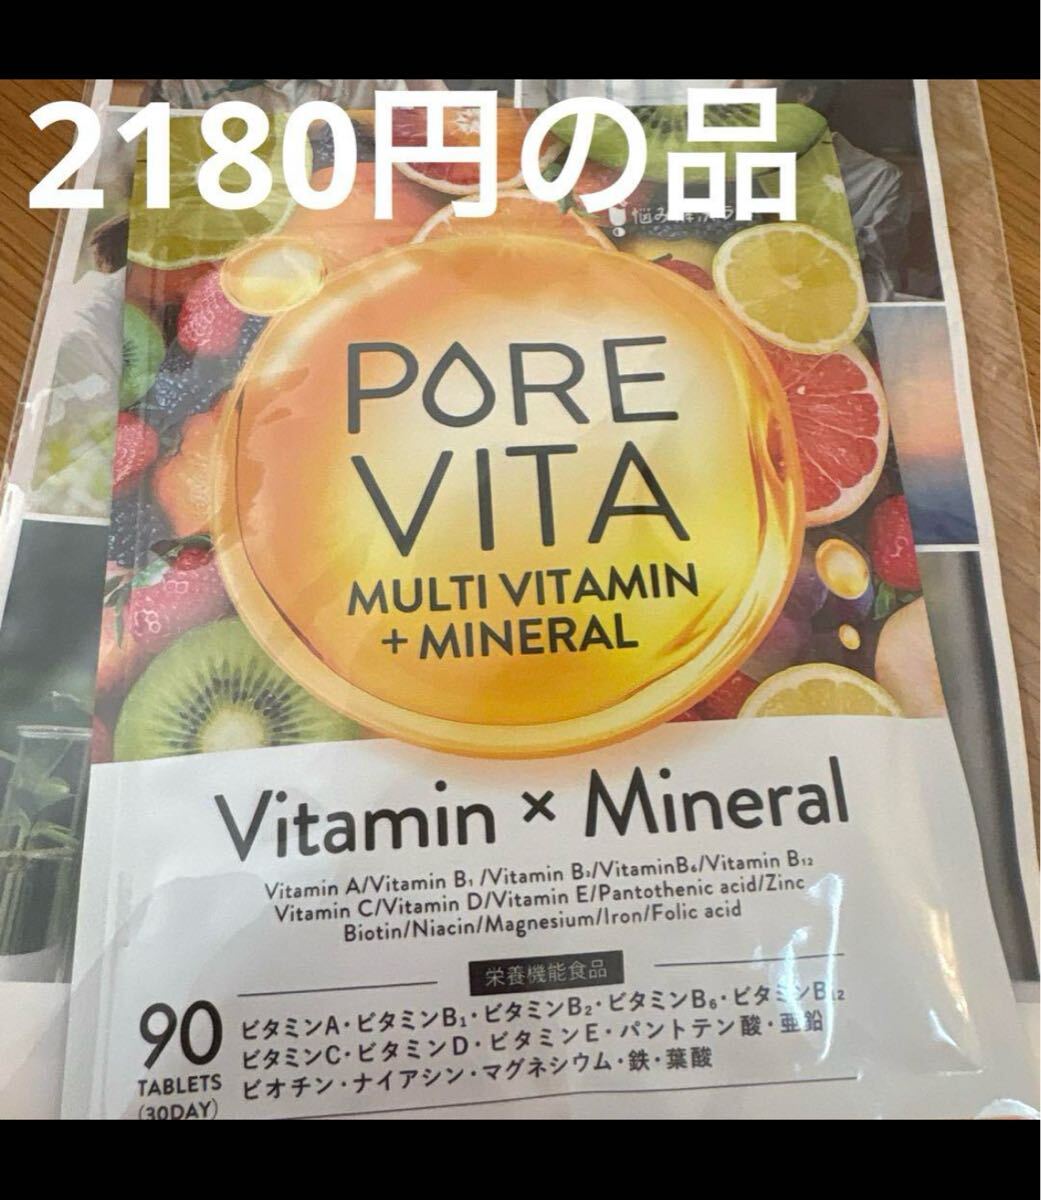 2180円の品
PORE
VITA
MULTI VITAMIN
+ MINERAL
Vitamin × Mineral
Vitamin A/Vitamin B₁ /Vitamin B₂/VitaminB₆/Vitamin B₁₂
Vitamin C/Vitamin D/Vitamin E/Pantothenic acid/Zinc
Biotin/Niacin/Magnesium/Iron/Folic acid
栄養機能食品
90
TABLETS
(30DAY)
ビタミンA・ビタミンB₁・ビタミンB₂・ビタミンB₆・ビタミンB₁₂
ビタミンC・ビタミンD・ビタミンE・パントテン酸・亜鉛
ビオチン・ナイアシン・マグネシウム・鉄・葉酸